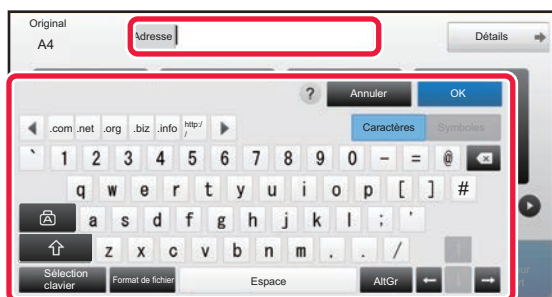 Original
A4
Adresse
Détails
?
Annuler
OK
.com .net .org .biz .info http:/
/
Caractères
Symboles
` 1 2 3 4 5 6 7 8 9 0 - = @
q w e r t y u i o p [ ] #
a s d f g h j k l ; '
z x c v b n m . . /
Sélection
clavier
Format de fichier
Espace
AltGr